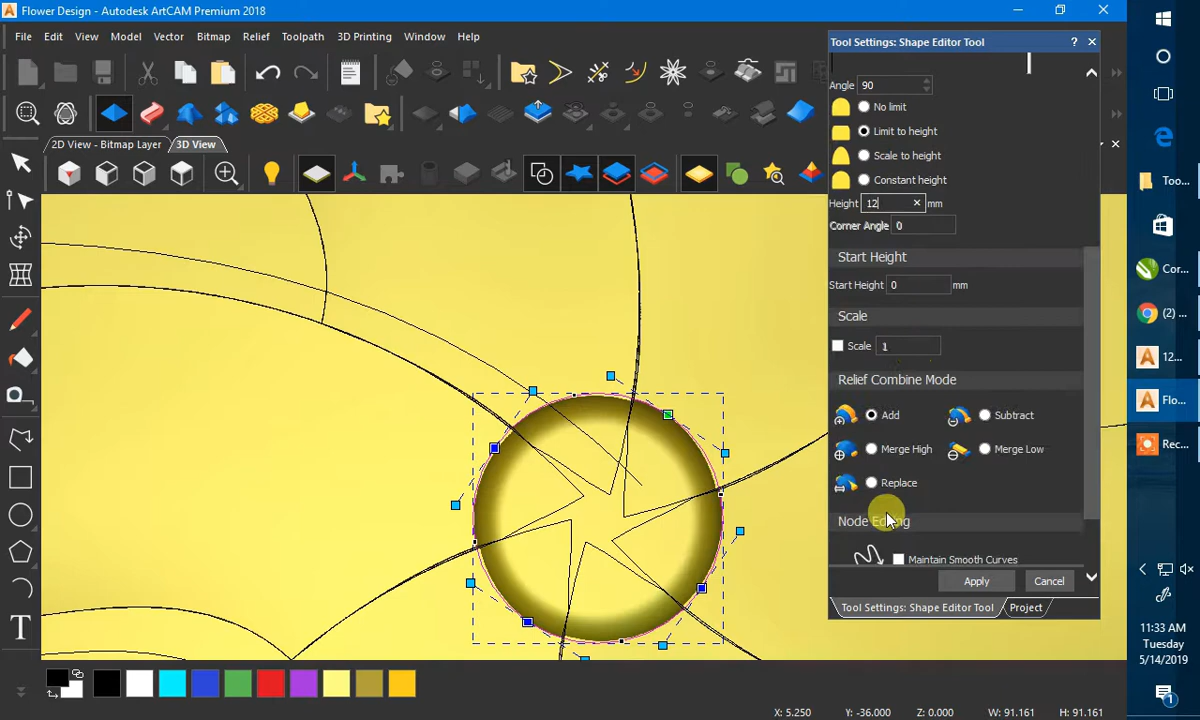 Flower Design - Autodesk ArtCAM Premium 2018
File Edit View Model Vector Bitmap Relief Toolpath 3D Printing Window Help
2D View - Bitmap Layer 3D View
Tool Settings: Shape Editor Tool
?
Angle 90
No limit
Limit to height
Scale to height
Constant height
Height 12 mm
Corner Angle 0
Start Height
Start Height 0 mm
Scale
Scale 1
Relief Combine Mode
Add Subtract
Merge High Merge Low
Replace
Node Editing
Maintain Smooth Curves
Apply Cancel
Tool Settings: Shape Editor Tool Project
X: 5.250 Y: -36.000 Z: 0.000 W: 91.161 H: 91.161
Too...
Cor...
(2) ...
12...
Flo...
Rec...
11:33 AM
Tuesday
5/14/2019
1